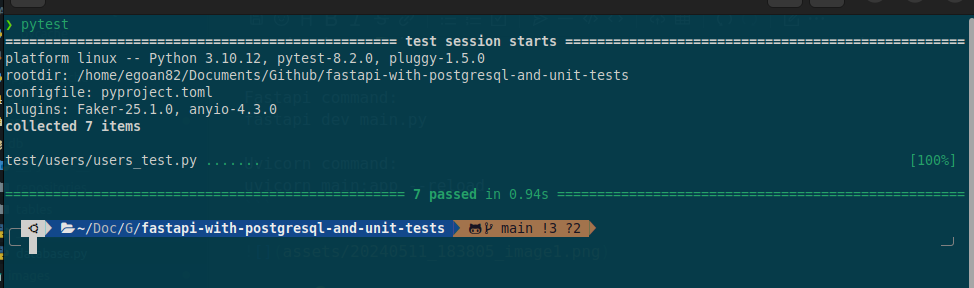 ❯ pytest
=============================================== test session starts ================================================
platform linux -- Python 3.10.12, pytest-8.2.0, pluggy-1.5.0
rootdir: /home/egoan82/Documents/Github/fastapi-with-postgresql-and-unit-tests
configfile: pyproject.toml
plugins: Faker-25.1.0, anyio-4.3.0
collected 7 items
test/users/users_test.py ....... [100%]
================================================ 7 passed in 0.94s =================================================
~/Doc/G/fastapi-with-postgresql-and-unit-tests main !3 ?2